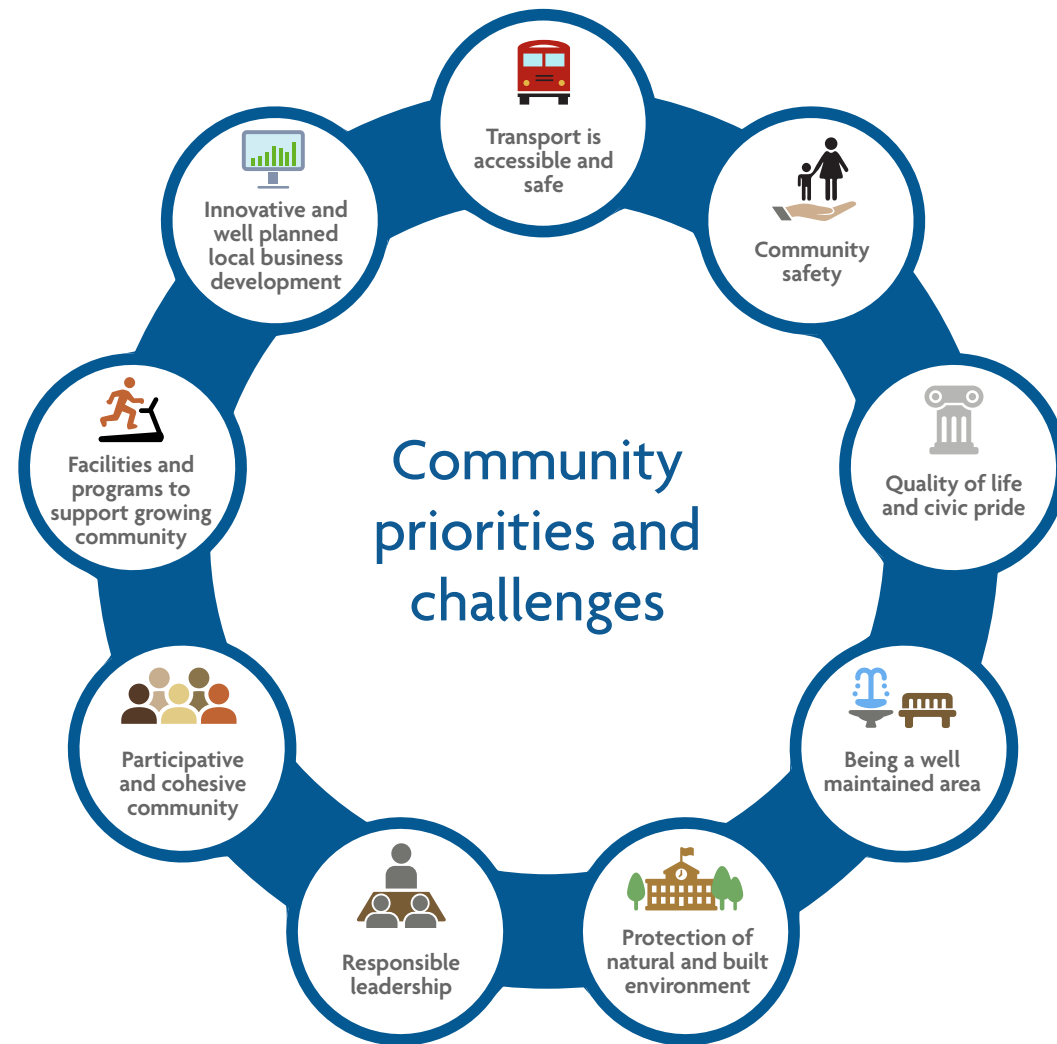 Transport is
accessible and
safe
Community
safety
Quality of life
and civic pride
Being a well
maintained area
Protection of
natural and built
environment
Responsible
leadership
Participative
and cohesive
community
Facilities and
programs to
support growing
community
Innovative and
well planned
local business
development
Community
priorities and
challenges